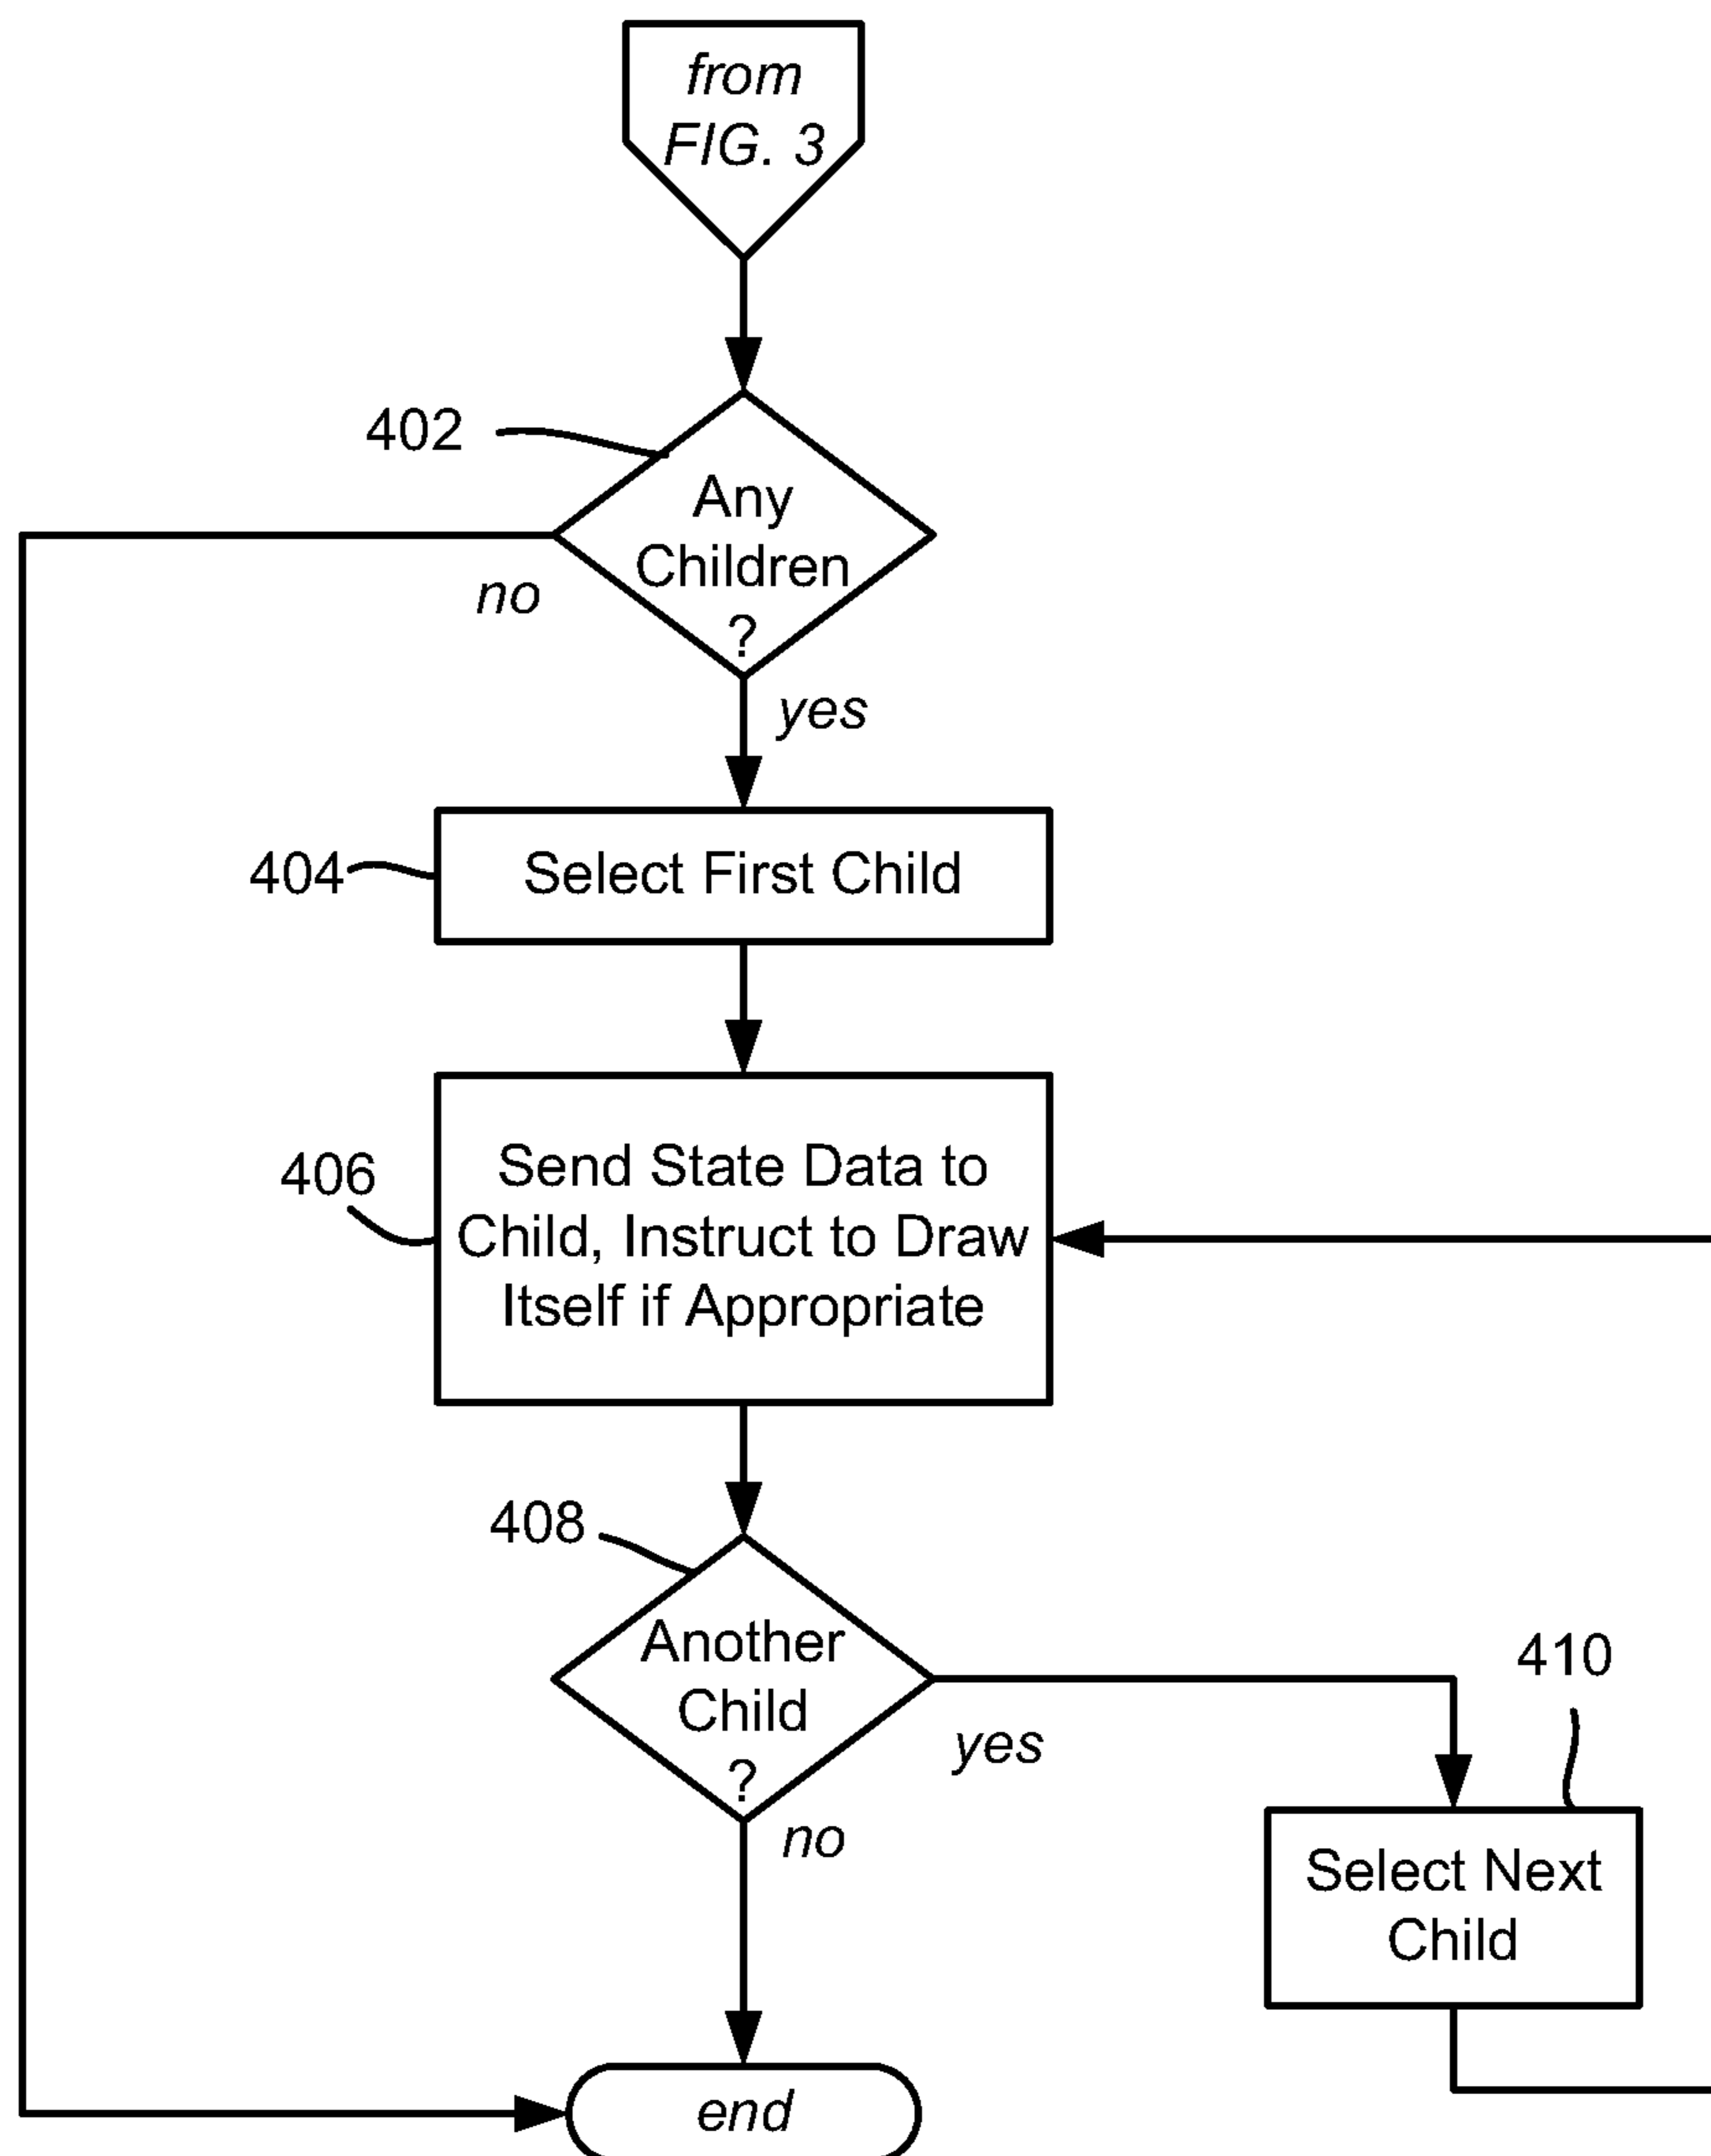 from
FIG. 3
402
Any
Children
?
no
yes
404
Select First Child
406
Send State Data to
Child, Instruct to Draw
Itself if Appropriate
408
Another
Child
?
yes
no
410
Select Next
Child
end